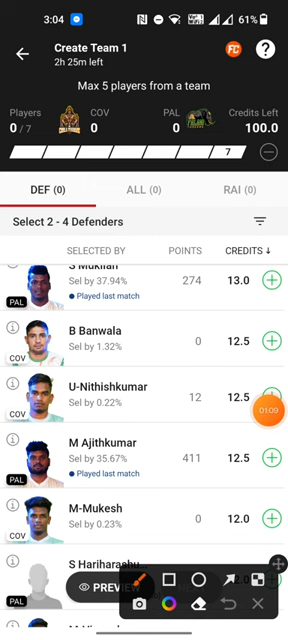 3:04
61%
Create Team 1
2h 25m left
FC
?
Max 5 players from a team
Players
0 / 7
COV
0
PAL
0
Credits Left
100.0
7
DEF (0)
ALL (0)
RAI (0)
Select 2 - 4 Defenders
SELECTED BY
POINTS
CREDITS ↓
S Mukilan
Sel by 37.94%
274
13.0
Played last match
PAL
B Banwala
Sel by 1.32%
0
12.5
COV
U-Nithishkumar
Sel by 0.22%
12
12.5
COV
01:09
M Ajithkumar
Sel by 35.67%
411
12.5
Played last match
PAL
M-Mukesh
Sel by 0.23%
0
12.0
COV
S Hariharashu...
PAL
PREVIEW